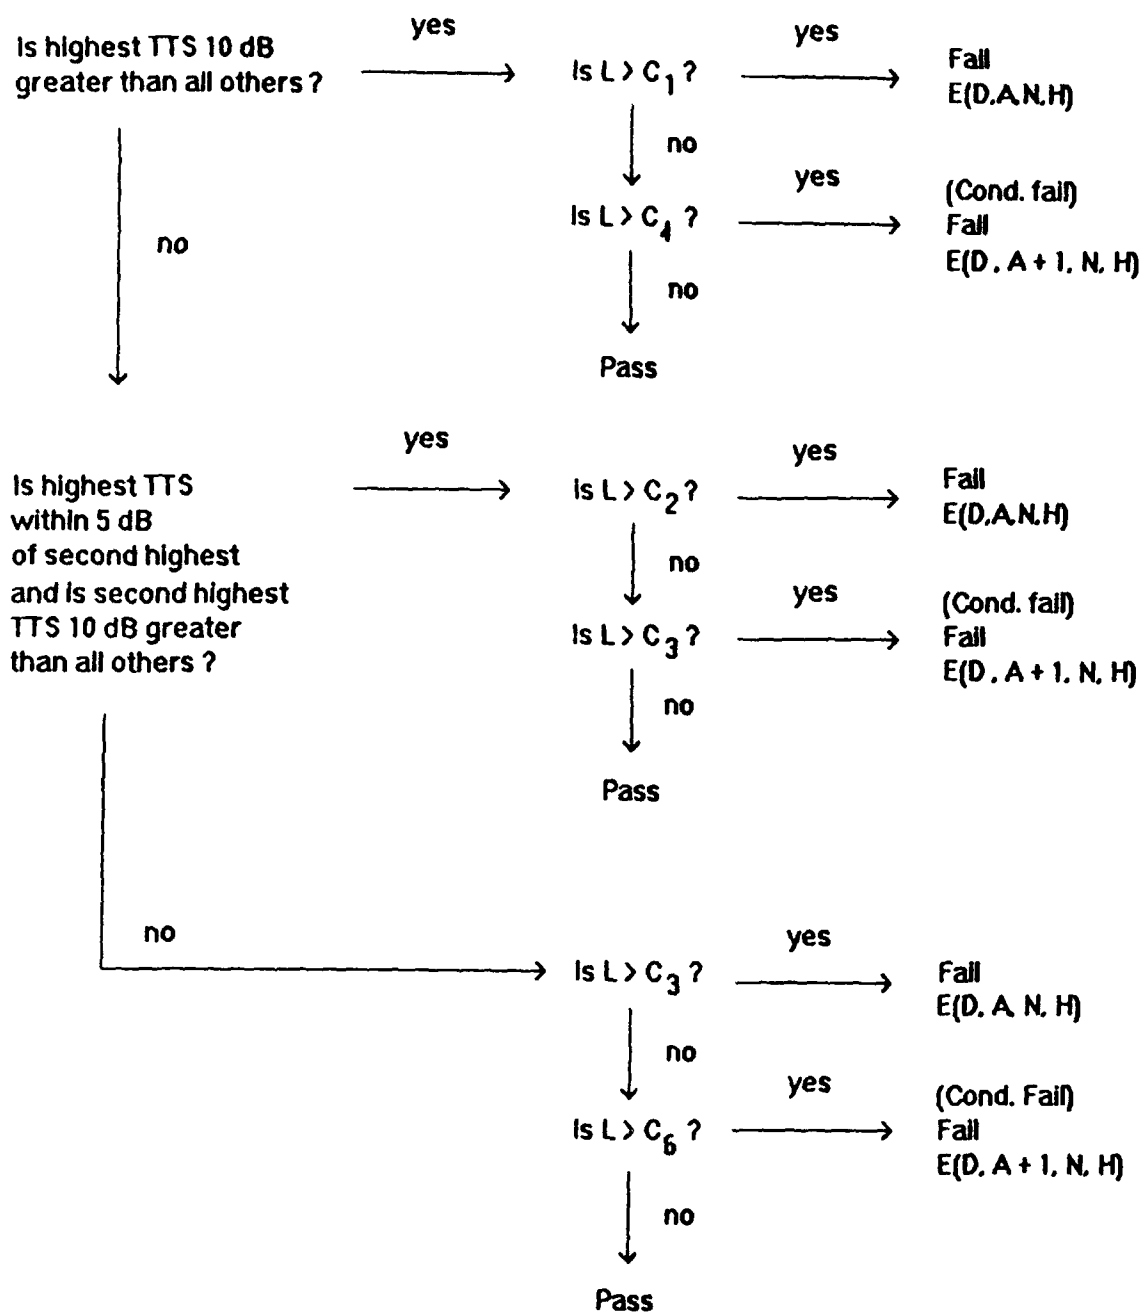 Is highest TTS 10 dB
greater than all others ?
yes
Is L > C1 ?
yes
Fail
E(D,A,N,H)
no
no
Is L > C4 ?
yes
(Cond. fail)
Fail
E(D, A + 1, N, H)
no
Pass
Is highest TTS
within 5 dB
of second highest
and is second highest
TTS 10 dB greater
than all others ?
yes
Is L > C2 ?
yes
Fail
E(D,A,N,H)
no
Is L > C3 ?
yes
(Cond. fail)
Fail
E(D, A + 1, N, H)
no
Pass
no
Is L > C3 ?
yes
Fail
E(D, A, N, H)
no
Is L > C6 ?
yes
(Cond. Fail)
Fail
E(D, A + 1, N, H)
no
Pass